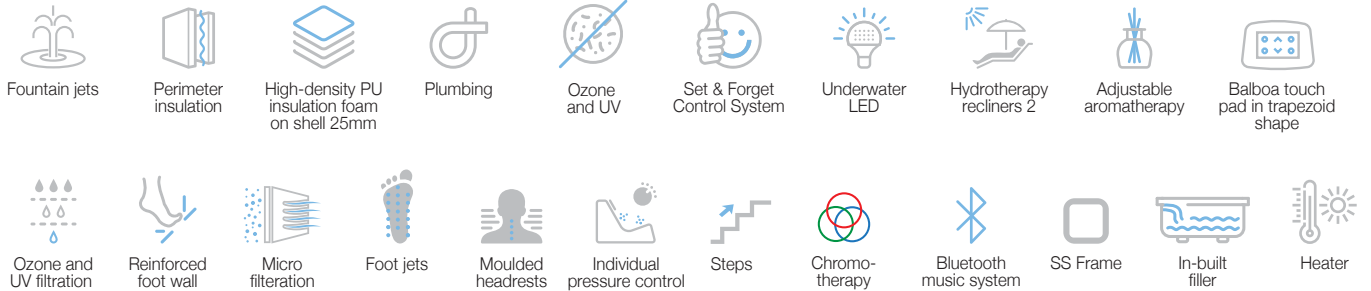 Fountain jets
Perimeter
insulation
High-density PU
insulation foam
on shell 25mm
Plumbing
Ozone
and UV
Set & Forget
Control System
Underwater
LED
Hydrotherapy
recliners 2
Adjustable
aromatherapy
Balboa touch
pad in trapezoid
shape
Ozone and
UV filtration
Reinforced
foot wall
Micro
filteration
Foot jets
Moulded
headrests
Individual
pressure control
Steps
Chromo-
therapy
Bluetooth
music system
SS Frame
In-built
filler
Heater